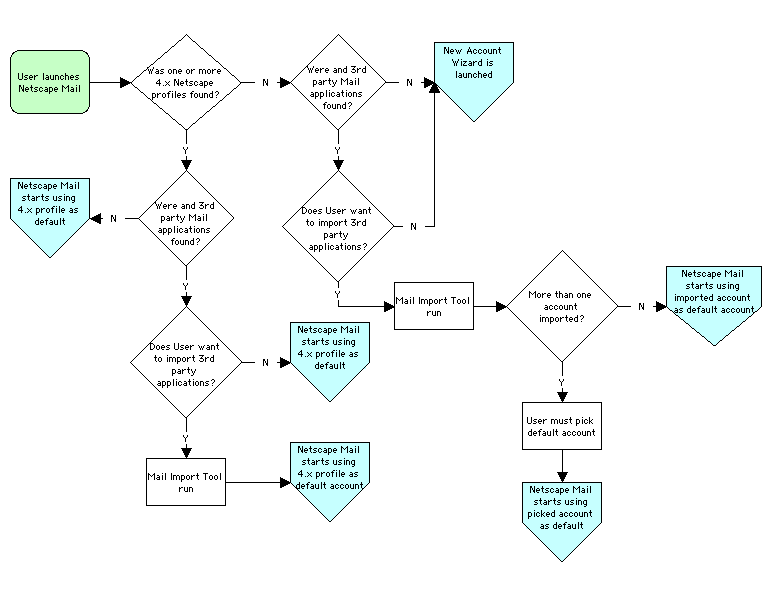 User launches
Netscape Mail
Was one or more
4.x Netscape
profiles found?
N
Were and 3rd
party Mail
applications
found?
N
New Account
Wizard is
launched
Y
Y
Netscape Mail
starts using
4.x profile as
default
N
Were and 3rd
party Mail
applications
found?
Does User want
to import 3rd
party
applications?
N
Y
Y
Mail Import Tool
run
More than one
account
imported?
N
Netscape Mail
starts using
imported account
as default account
Does User want
to import 3rd
party
applications?
N
Netscape Mail
starts using
4.x profile as
default
Y
User must pick
default account
Y
Mail Import Tool
run
Netscape Mail
starts using
4.x profile as
default account
Netscape Mail
starts using
picked account
as default